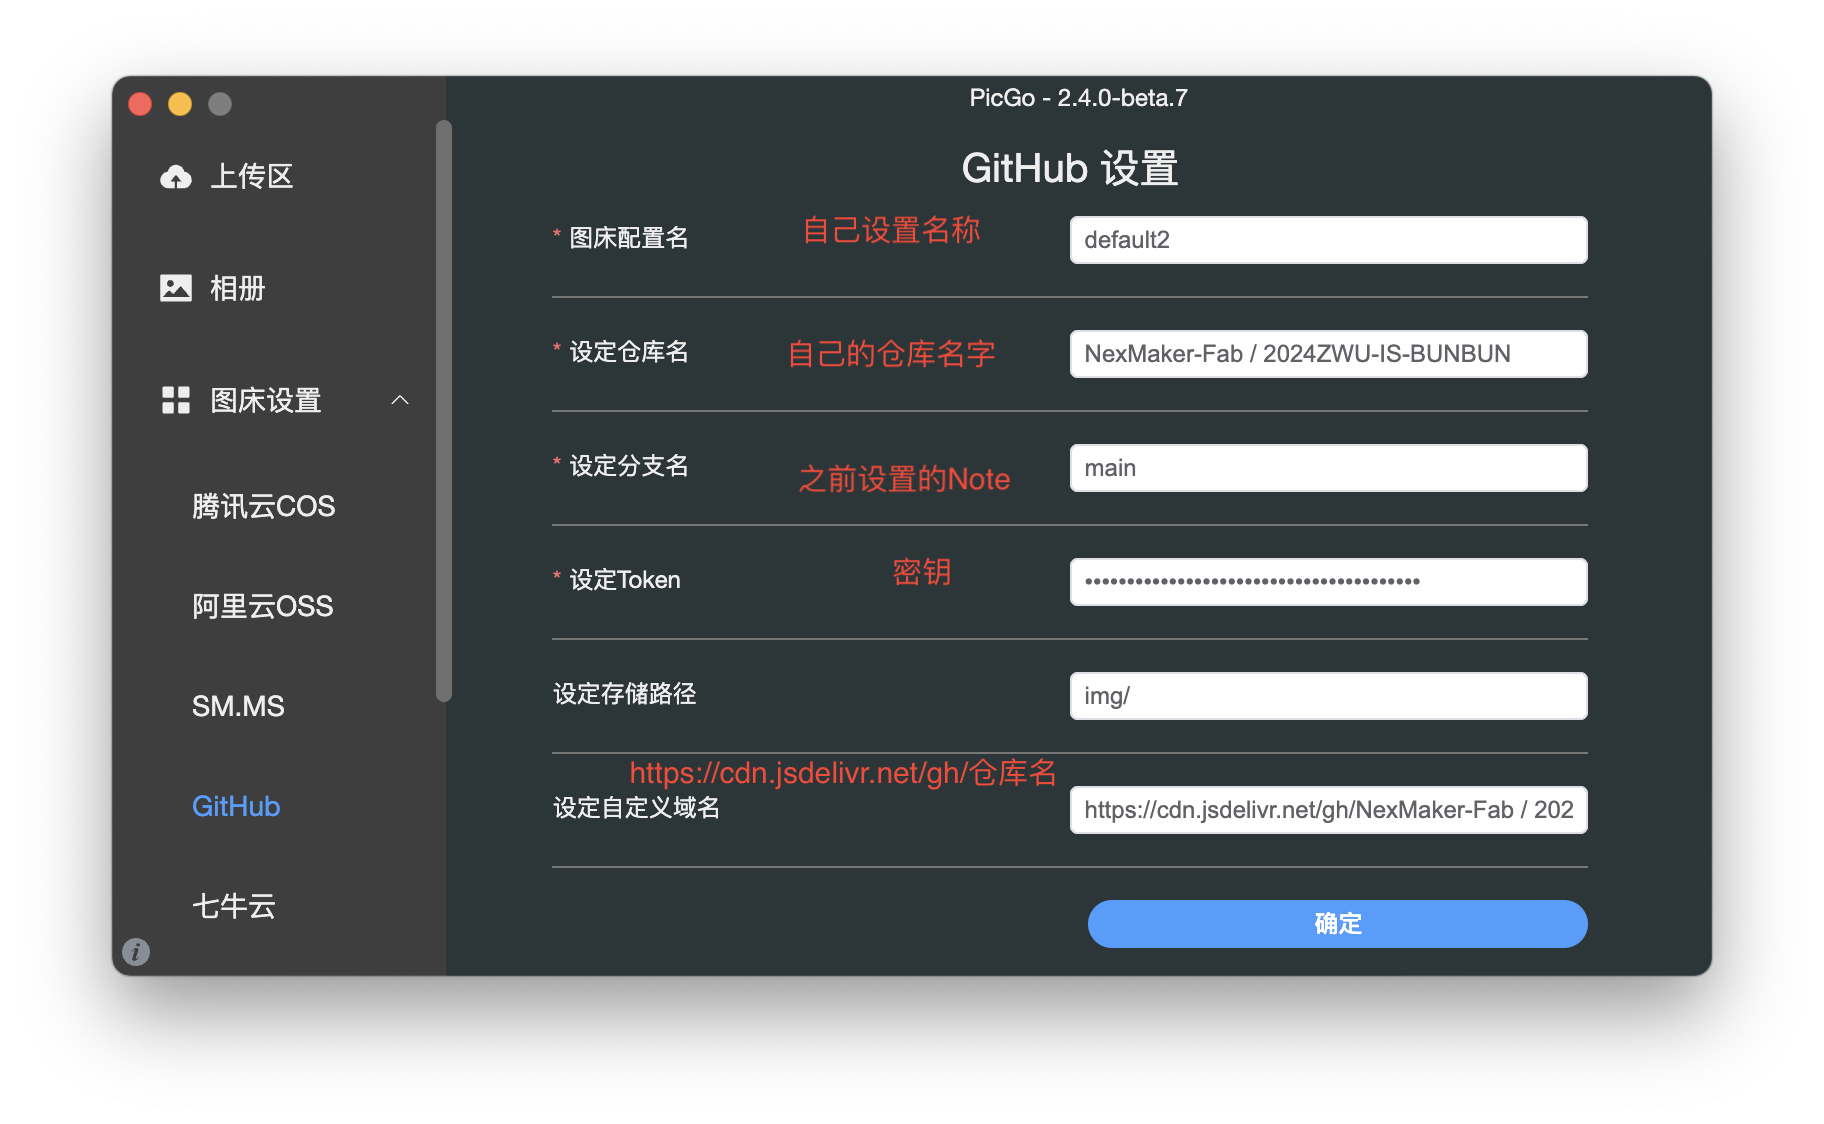 PicGo - 2.4.0-beta.7
上传区
相册
图床设置
腾讯云COS
阿里云OSS
SM.MS
GitHub
七牛云
GitHub 设置
* 图床配置名 自己设置名称 default2
* 设定仓库名 自己的仓库名字 NexMaker-Fab / 2024ZWU-IS-BUNBUN
* 设定分支名 之前设置的Note main
* 设定Token 密钥 ••••••••••••••••••••••••••••••••••••••••
设定存储路径 img/
https://cdn.jsdelivr.net/gh/仓库名
设定自定义域名 https://cdn.jsdelivr.net/gh/NexMaker-Fab / 202
确定